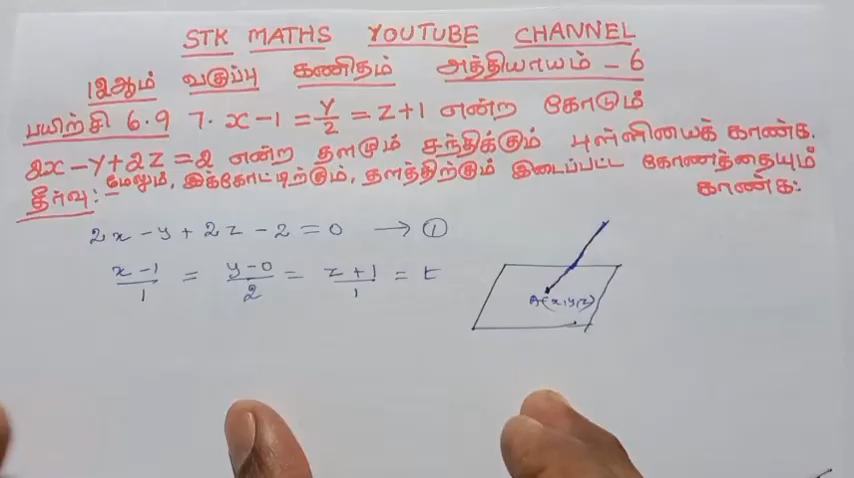 STK MATHS YOUTUBE CHANNEL
12ஆம் வகுப்பு கணிதம் அத்தியாயம் - 6
பயிற்சி 6.9 7. x-1 = y/2 = z+1 என்ற கோடும்
2x-y+2z=2 என்ற தளமும் சந்திக்கும் புள்ளியைக் காண்க.
தீர்வு:- மேலும், இக்கோட்டிற்கும், தளத்திற்கும் இடைப்பட்ட கோணத்தையும்
காண்க:
2x - y + 2z - 2 = 0 → ①
x-1/1 = y-0/2 = z+1/1 = t
A(x,y,z)